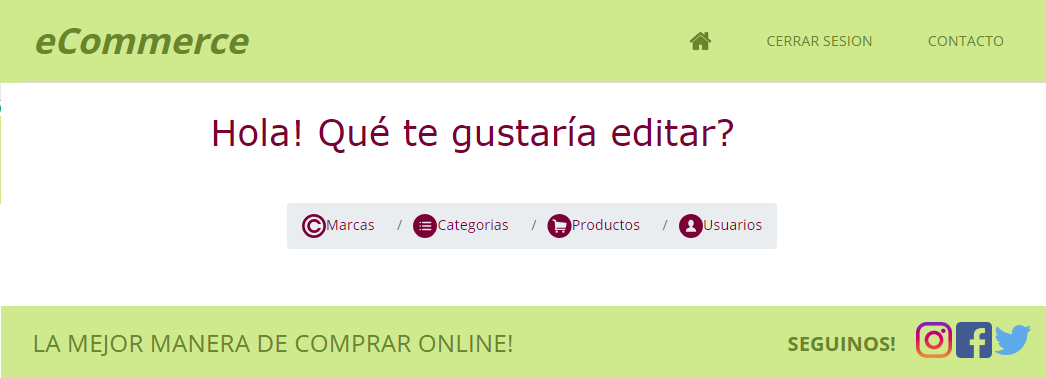 eCommerce
CERRAR SESION CONTACTO
Hola! Qué te gustaría editar?
Marcas / Categorias / Productos / Usuarios
LA MEJOR MANERA DE COMPRAR ONLINE! SEGUINOS!